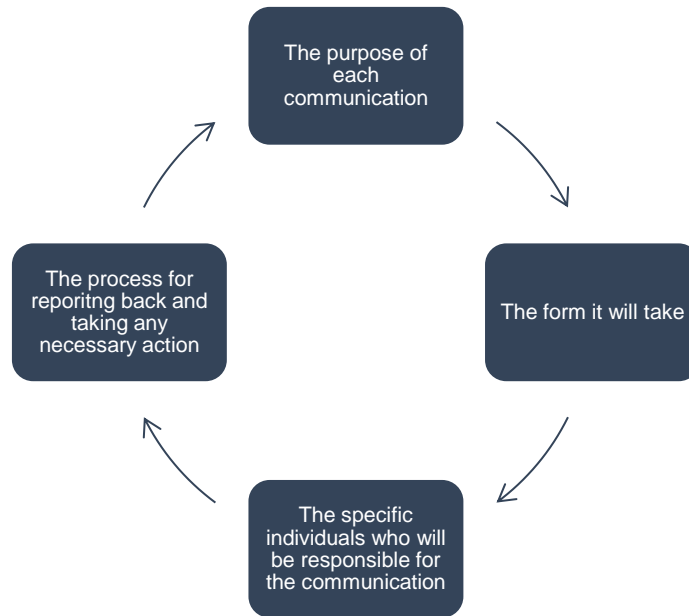 The purpose of
each
communication
The form it will take
The specific
individuals who will
be responsible for
the communication
The process for
reporitng back and
taking any
necessary action